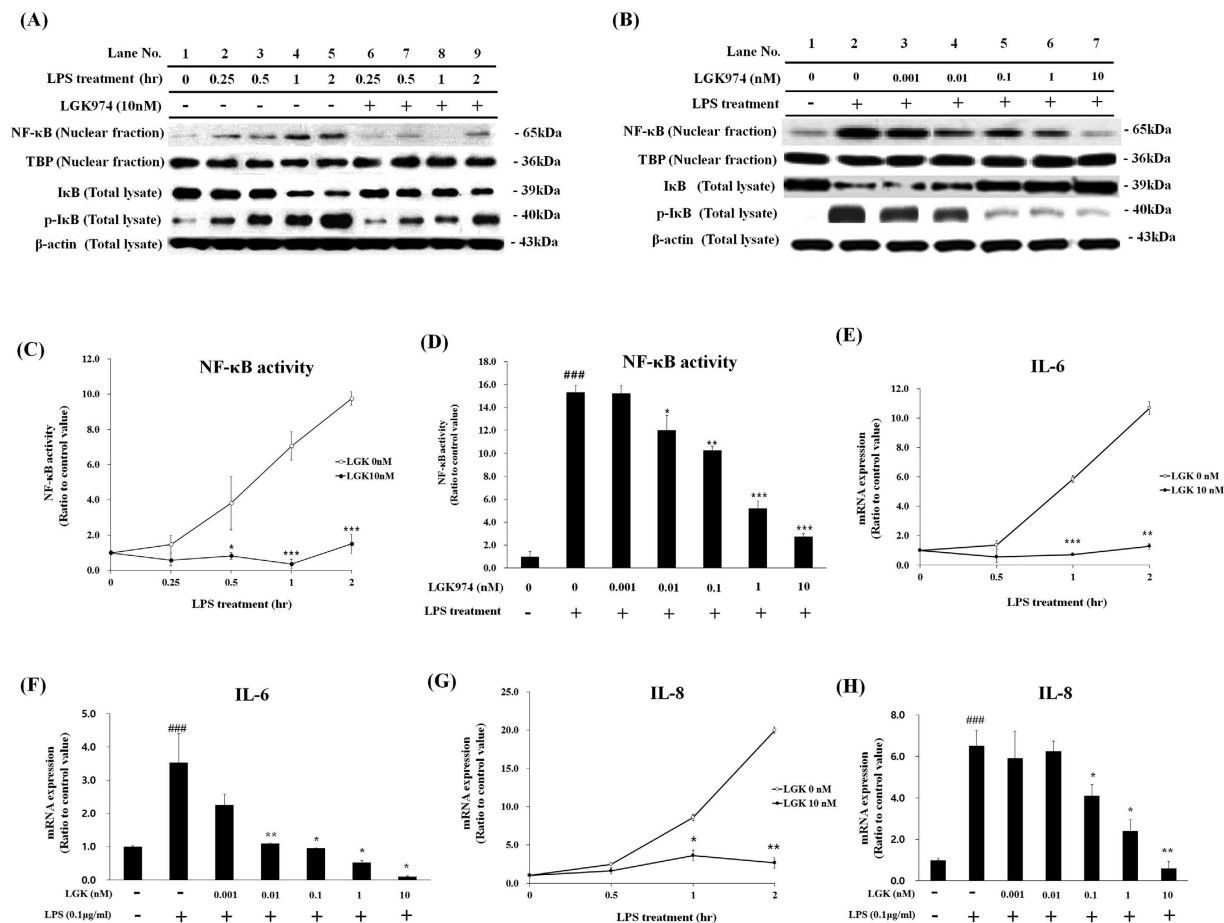 (A)
Lane No. 1 2 3 4 5 6 7 8 9
LPS treatment (hr) 0 0.25 0.5 1 2 0.25 0.5 1 2
LGK974 (10nM) - - - - - + + + +
NF-κB (Nuclear fraction) - 65kDa
TBP (Nuclear fraction) - 36kDa
IκB (Total lysate) - 39kDa
p-IκB (Total lysate) - 40kDa
β-actin (Total lysate) - 43kDa
(B)
Lane No. 1 2 3 4 5 6 7
LGK974 (nM) 0 0 0.001 0.01 0.1 1 10
LPS treatment - + + + + + +
NF-κB (Nuclear fraction) - 65kDa
TBP (Nuclear fraction) - 36kDa
IκB (Total lysate) - 39kDa
p-IκB (Total lysate) - 40kDa
β-actin (Total lysate) - 43kDa
(C)
NF-κB activity
NF-κB activity
(Ratio to control value)
12.0
10.0
8.0
6.0
4.0
2.0
0.0
LGK 0nM
LGK10nM
* *** ***
0 0.25 0.5 1 2
LPS treatment (hr)
(D)
NF-κB activity
NF-κB activity
(Ratio to control value)
18.0
16.0
14.0
12.0
10.0
8.0
6.0
4.0
2.0
0.0
### * ** *** ***
LGK974 (nM) 0 0 0.001 0.01 0.1 1 10
LPS treatment - + + + + + +
(E)
IL-6
mRNA expression
(Ratio to control value)
12.0
10.0
8.0
6.0
4.0
2.0
0.0
LGK 0 nM
LGK 10 nM
*** **
0 0.5 1 2
LPS treatment (hr)
(F)
IL-6
mRNA expression
(Ratio to control value)
5.0
4.0
3.0
2.0
1.0
0.0
### ** * * *
LGK (nM) - - 0.001 0.01 0.1 1 10
LPS (0.1μg/ml) - + + + + + +
(G)
IL-8
mRNA expression
(Ratio to control value)
25.0
20.0
15.0
10.0
5.0
0.0
LGK 0 nM
LGK 10 nM
* **
0 0.5 1 2
LPS treatment (hr)
(H)
IL-8
mRNA expression
(Ratio to control value)
8.0
6.0
4.0
2.0
0.0
### * * **
LGK (nM) - - 0.001 0.01 0.1 1 10
LPS (0.1μg/ml) - + + + + + +